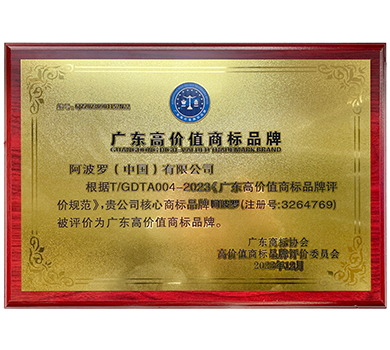 广东高价值商标品牌
阿波罗（中国）有限公司
根据T/GDTA004-2023《广东高价值商标品牌评
价规范》，贵公司核心商标品牌阿波罗（注册号:3264769）
被评价为广东高价值商标品牌。
广东商标协会
高价值商标品牌评价委员会